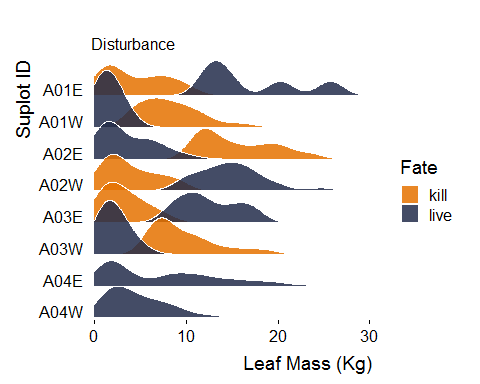 Disturbance
Suplot ID
A01E
A01W
A02E
A02W
A03E
A03W
A04E
A04W
0 10 20 30
Leaf Mass (Kg)
Fate
kill
live